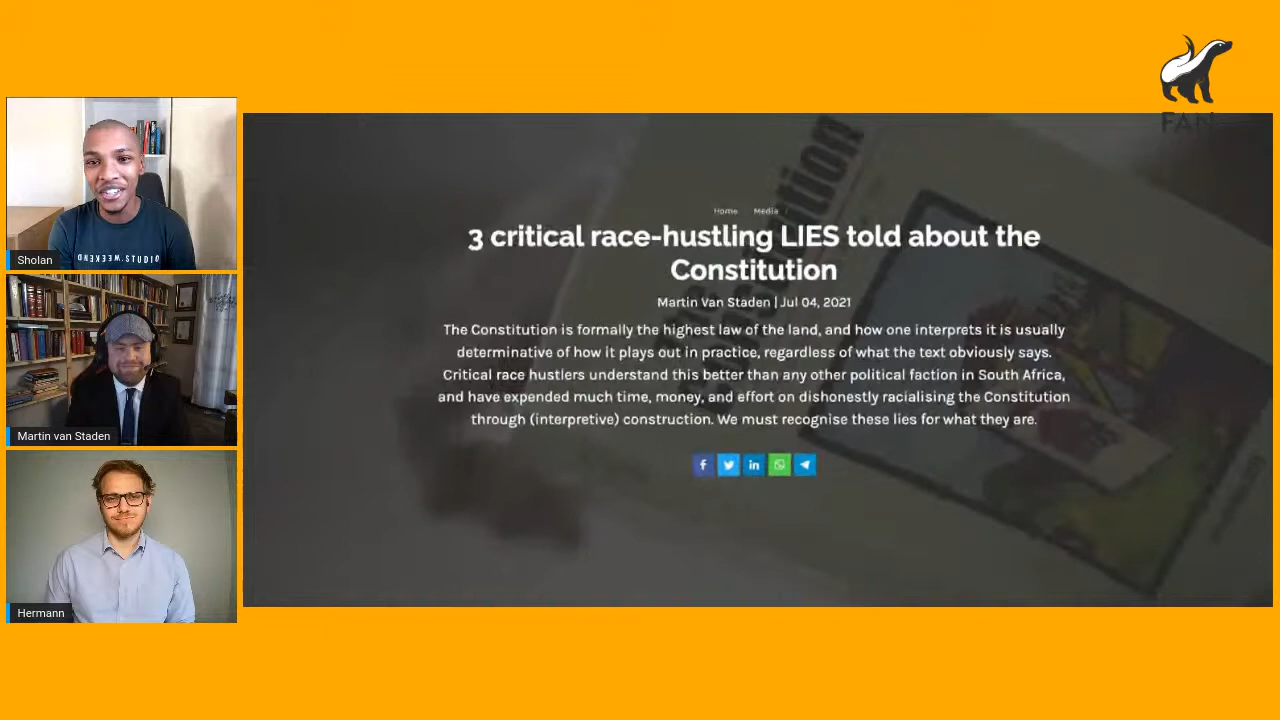 FAN
Sholan
STUDIO
WEEKEND.
Martin van Staden
Hermann
Home Media /
3 critical race-hustling LIES told about the
Constitution
Martin Van Staden | Jul 04, 2021
The Constitution is formally the highest law of the land, and how one interprets it is usually
determinative of how it plays out in practice, regardless of what the text obviously says.
Critical race hustlers understand this better than any other political faction in South Africa,
and have expended much time, money, and effort on dishonestly racialising the Constitution
through (interpretive) construction. We must recognise these lies for what they are.